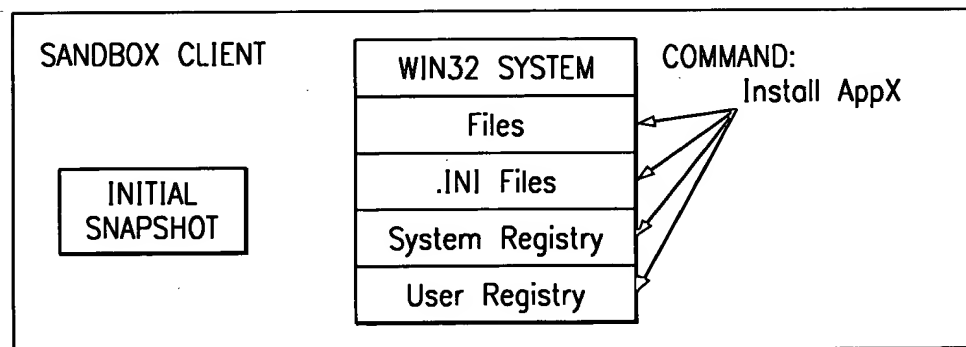 SANDBOX CLIENT
INITIAL
SNAPSHOT
WIN32 SYSTEM
Files
.INI Files
System Registry
User Registry
COMMAND:
Install AppX